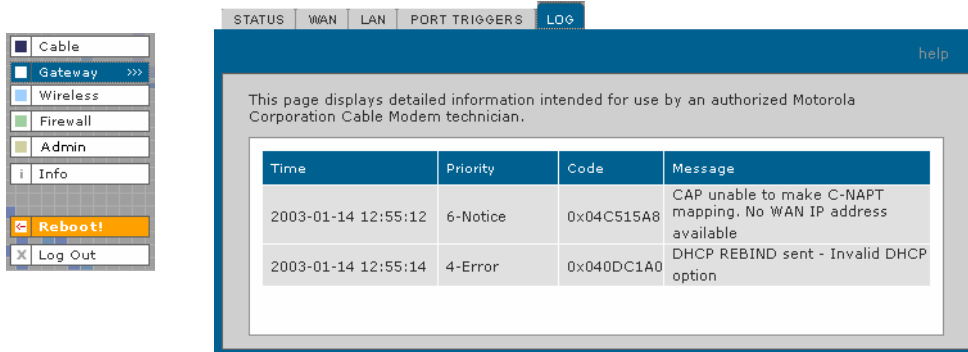 STATUS WAN LAN PORT TRIGGERS LOG
help
Cable
Gateway >>>
Wireless
Firewall
Admin
i Info
Reboot!
X Log Out
This page displays detailed information intended for use by an authorized Motorola
Corporation Cable Modem technician.
Time Priority Code Message
2003-01-14 12:55:12 6-Notice 0x04C515A8 CAP unable to make C-NAPT
mapping. No WAN IP address
available
2003-01-14 12:55:14 4-Error 0x040DC1A0 DHCP REBIND sent - Invalid DHCP
option